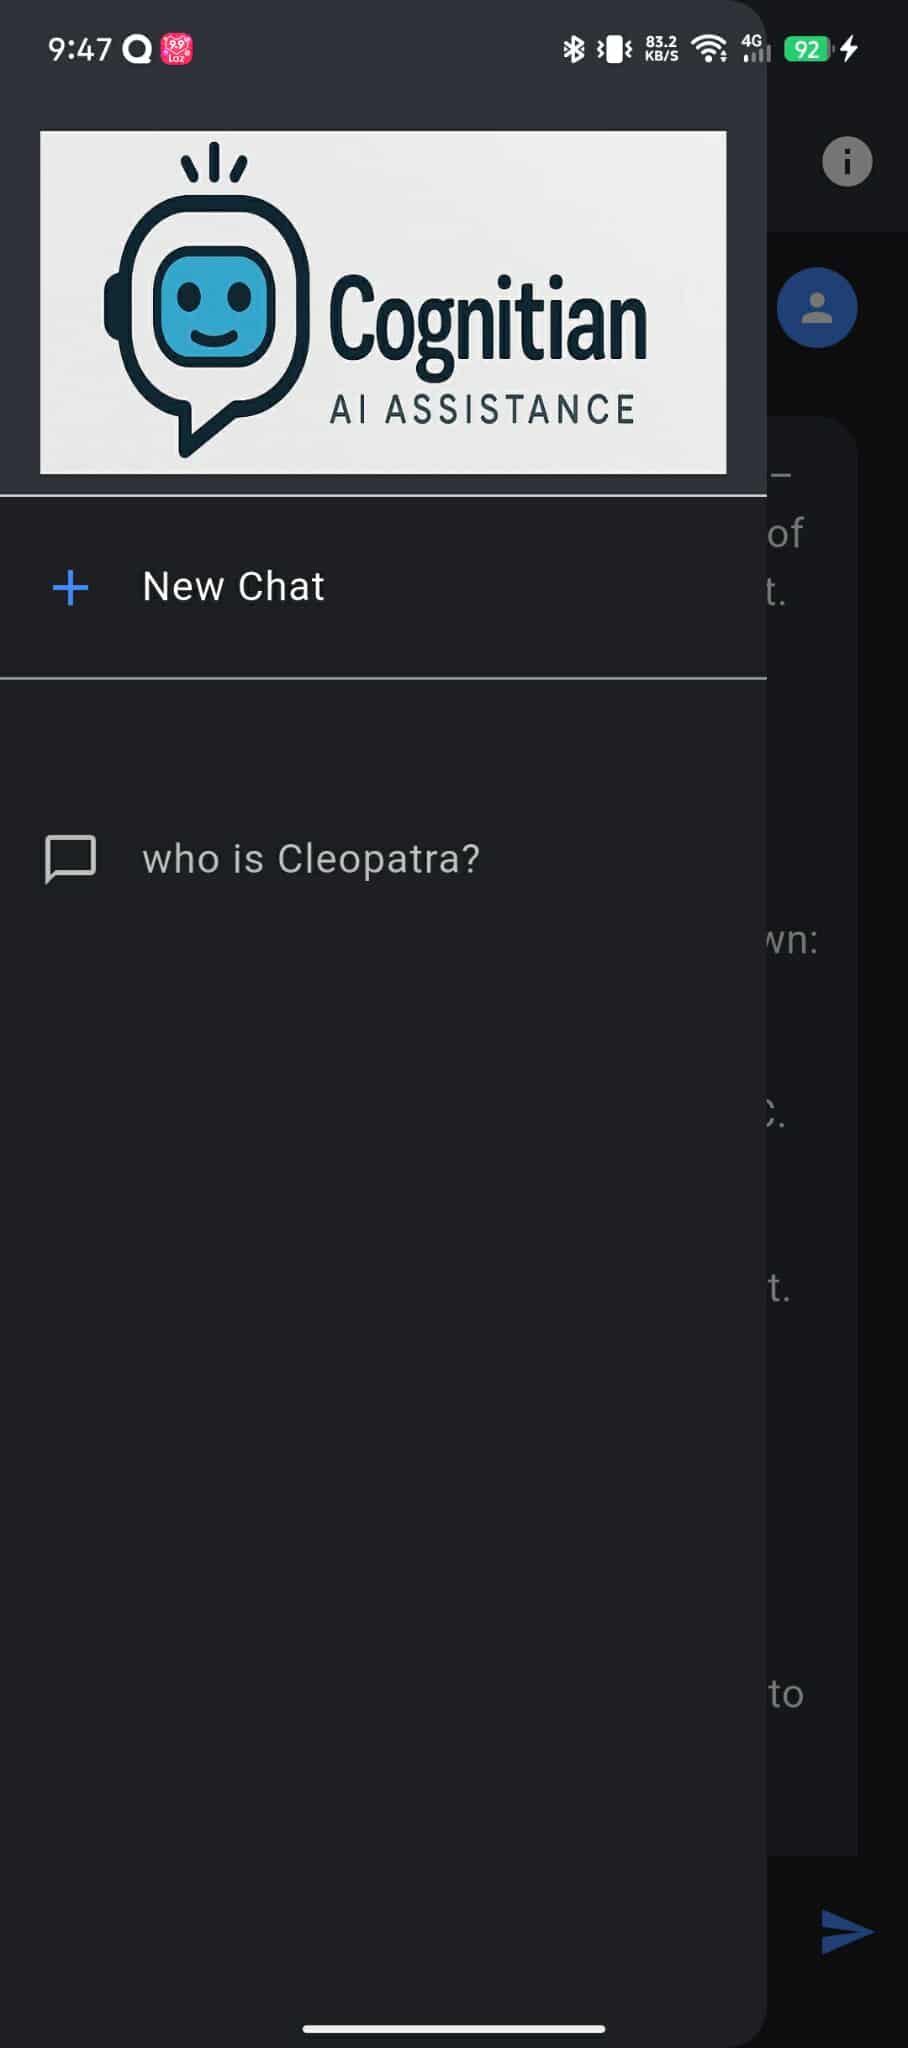 9:47
83.2
KB/S
4G
92
Cognitian
AI ASSISTANCE
of
t.
New Chat
who is Cleopatra?
wn:
t.
to